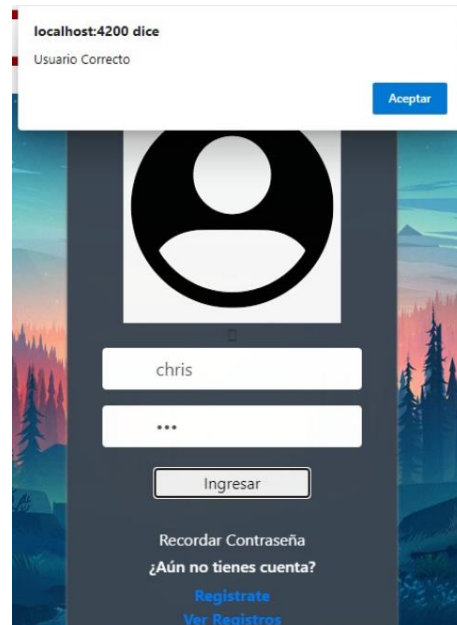 localhost:4200 dice
Usuario Correcto
Aceptar
chris
•••
Ingresar
Recordar Contraseña
¿Aún no tienes cuenta?
Registrate
Ver Registros